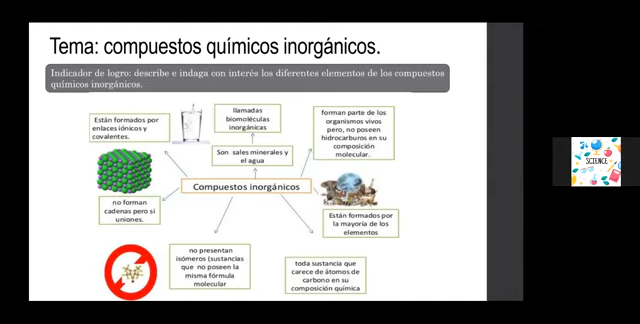 Tema: compuestos químicos inorgánicos.
Indicador de logro: describe e indaga con interés los diferentes elementos de los compuestos
químicos inorgánicos.
Están formados por
enlaces iónicos y
covalentes.
llamadas
biomoléculas
inorgánicas
forman parte de los
organismos vivos
pero, no poseen
hidrocarburos en su
composición
molecular.
Son sales minerales y
el agua
Compuestos inorgánicos
no forman
cadenas pero si
uniones.
Están formados por
la mayoría de los
elementos
no presentan
isómeros (sustancias
que no poseen la
misma fórmula
molecular
toda sustancia que
carece de átomos de
carbono en su
composición química
SCIENCE